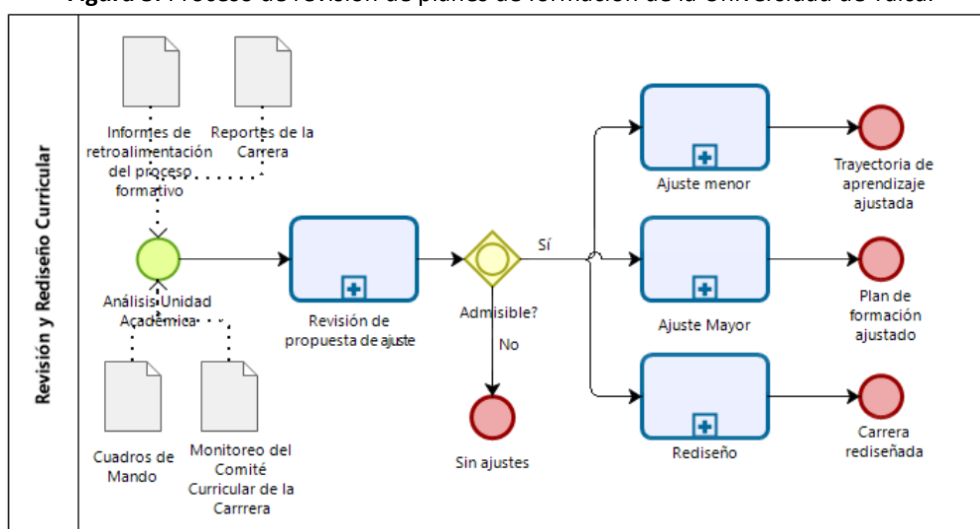 Figura 3. Proceso de revisión de planes de formación de la Universidad de Talca.
Revisión y Rediseño Curricular
Informes de
retroalimentación
del proceso
formativo
Reportes de la
Carrera
Análisis Unidad
Académica
Cuadros de
Mando
Monitoreo del
Comité
Curricular de la
Carrrera
Revisión de
propuesta de ajuste
Admisible?
Sí
No
Sin ajustes
Ajuste menor
Trayectoria de
aprendizaje
ajustada
Ajuste Mayor
Plan de
formación
ajustado
Rediseño
Carrera
rediseñada